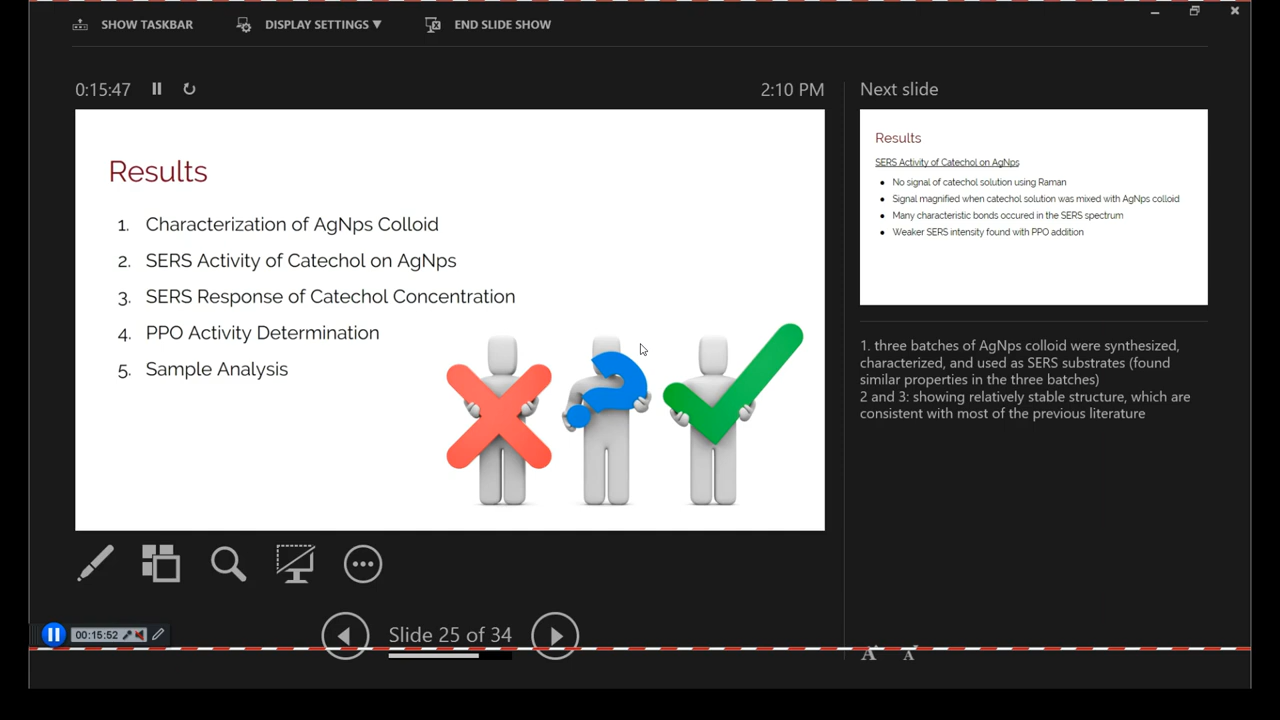 SHOW TASKBAR DISPLAY SETTINGS ▼ END SLIDE SHOW
0:15:47 2:10 PM
Results
1. Characterization of AgNps Colloid
2. SERS Activity of Catechol on AgNps
3. SERS Response of Catechol Concentration
4. PPO Activity Determination
5. Sample Analysis
Next slide
Results
SERS Activity of Catechol on AgNps
● No signal of catechol solution using Raman
● Signal magnified when catechol solution was mixed with AgNps colloid
● Many characteristic bonds occured in the SERS spectrum
● Weaker SERS intensity found with PPO addition
1. three batches of AgNps colloid were synthesized,
characterized, and used as SERS substrates (found
similar properties in the three batches)
2 and 3: showing relatively stable structure, which are
consistent with most of the previous literature
00:15:52
Slide 25 of 34
A A